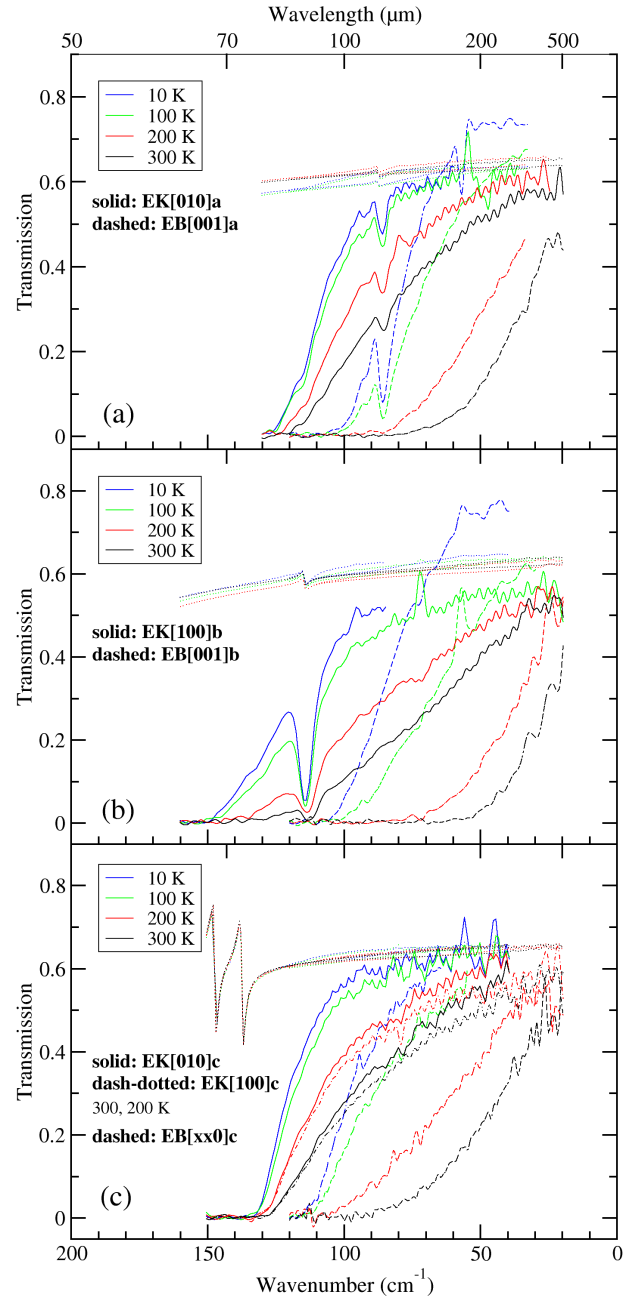 Wavelength (μm)
50 70 100 200 500
0.8
0.6
0.4
0.2
0
Transmission
10 K
100 K
200 K
300 K
solid: EK[010]a
dashed: EB[001]a
(a)
0.8
0.6
0.4
0.2
0
Transmission
10 K
100 K
200 K
300 K
solid: EK[100]b
dashed: EB[001]b
(b)
0.8
0.6
0.4
0.2
0
Transmission
10 K
100 K
200 K
300 K
solid: EK[010]c
dash-dotted: EK[100]c
300, 200 K
dashed: EB[xx0]c
(c)
200 150 100 50 0
Wavenumber (cm⁻¹)